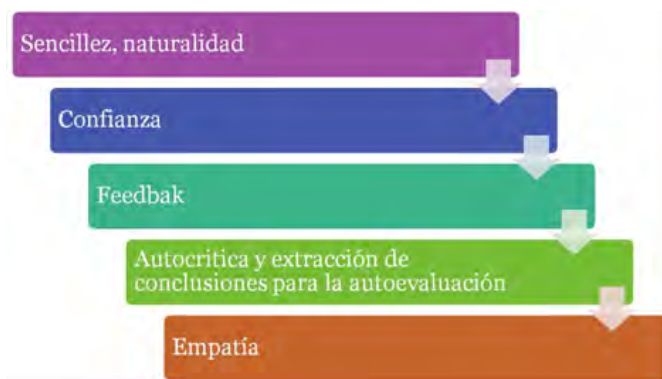 Sencillez, naturalidad
Confianza
Feedbak
Autocritica y extracción de
conclusiones para la autoevaluación
Empatía